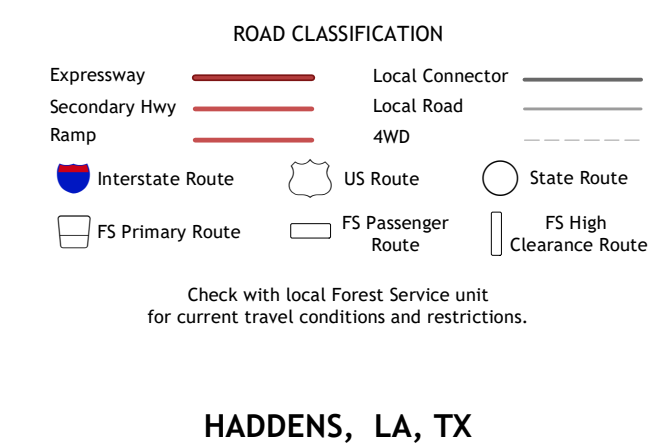 ROAD CLASSIFICATION
Expressway
Local Connector
Secondary Hwy
Local Road
Ramp
4WD
Interstate Route
US Route
State Route
FS Primary Route
FS Passenger
Route
FS High
Clearance Route
Check with local Forest Service unit
for current travel conditions and restrictions.
HADDENS, LA, TX